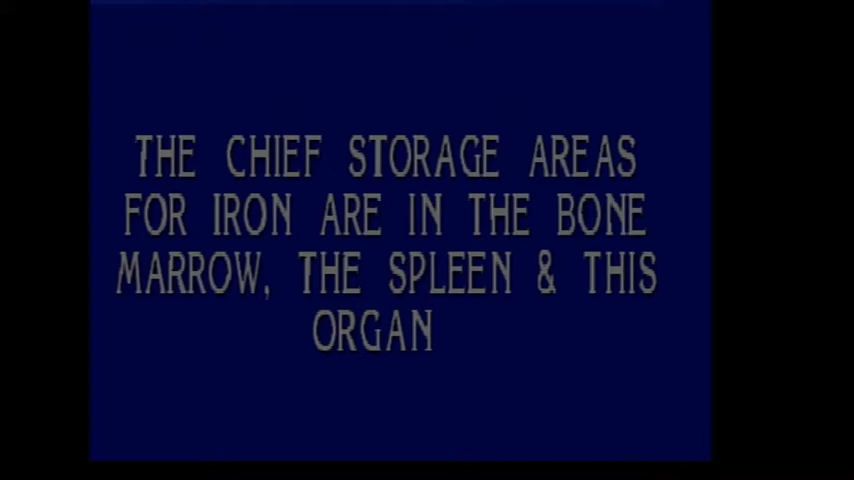 THE CHIEF STORAGE AREAS
FOR IRON ARE IN THE BONE
MARROW, THE SPLEEN & THIS
ORGAN